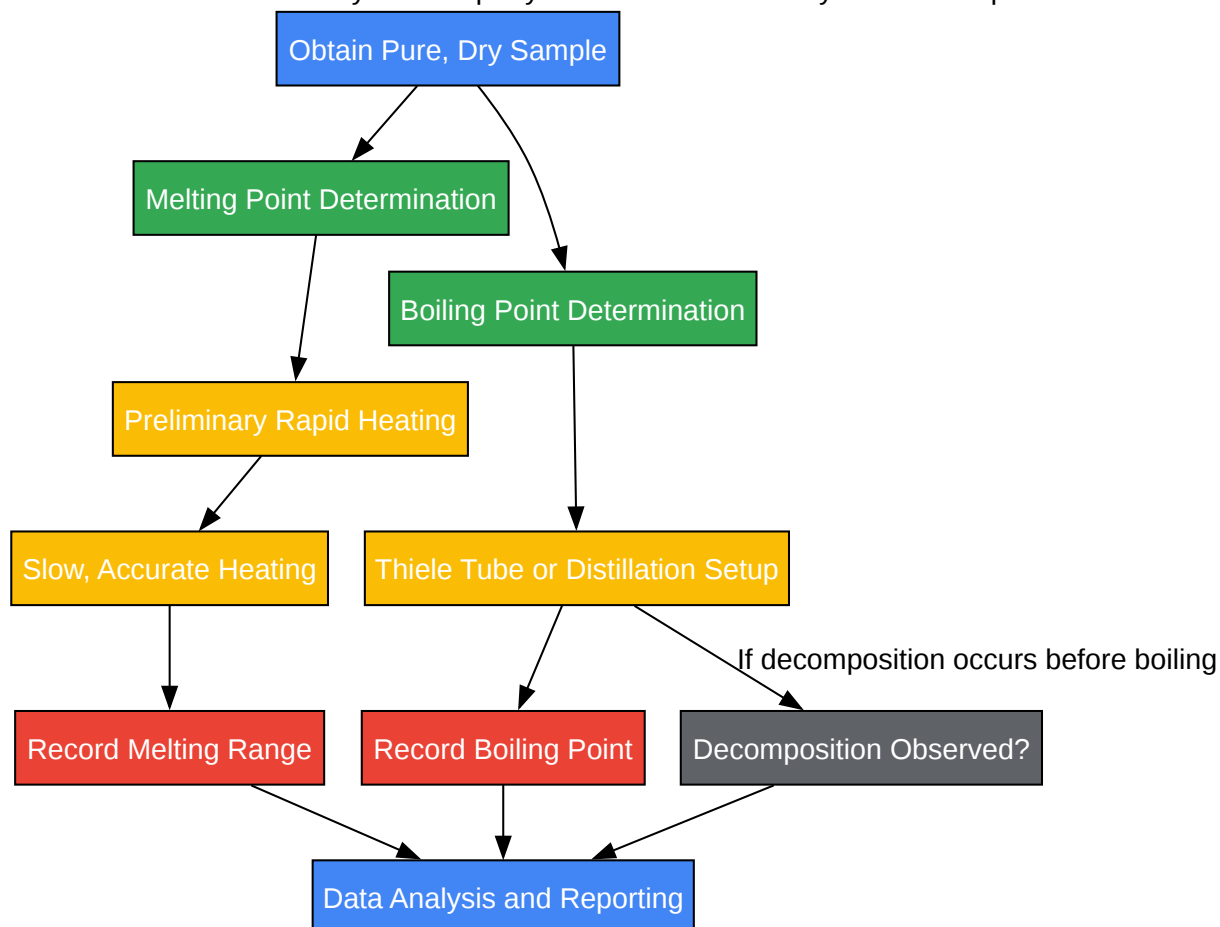 Obtain Pure, Dry Sample
Melting Point Determination
Boiling Point Determination
Preliminary Rapid Heating
Slow, Accurate Heating
Thiele Tube or Distillation Setup
If decomposition occurs before boiling
Record Melting Range
Record Boiling Point
Decomposition Observed?
Data Analysis and Reporting